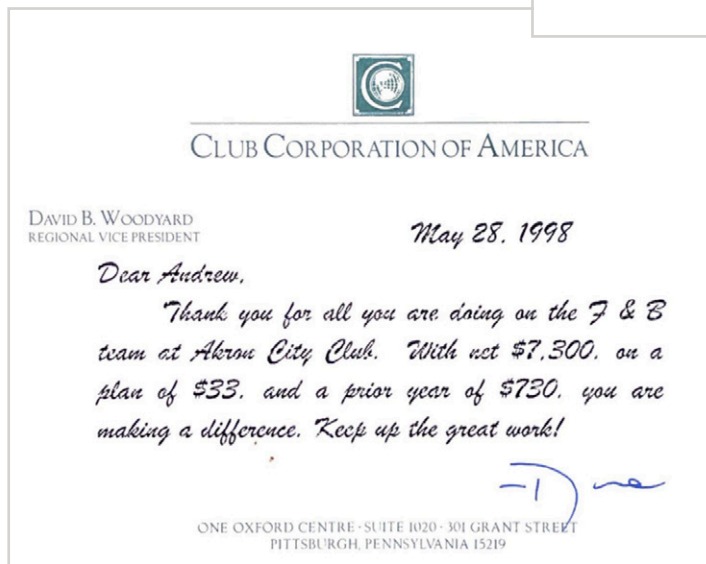 C
CLUB CORPORATION OF AMERICA
DAVID B. WOODYARD
REGIONAL VICE PRESIDENT
May 28, 1998
Dear Andrew,
Thank you for all you are doing on the F & B
team at Akron City Club. With net $7,300. on a
plan of $33. and a prior year of $730. you are
making a difference. Keep up the great work!
Dave
ONE OXFORD CENTRE · SUITE 1020 · 301 GRANT STREET
PITTSBURGH, PENNSYLVANIA 15219